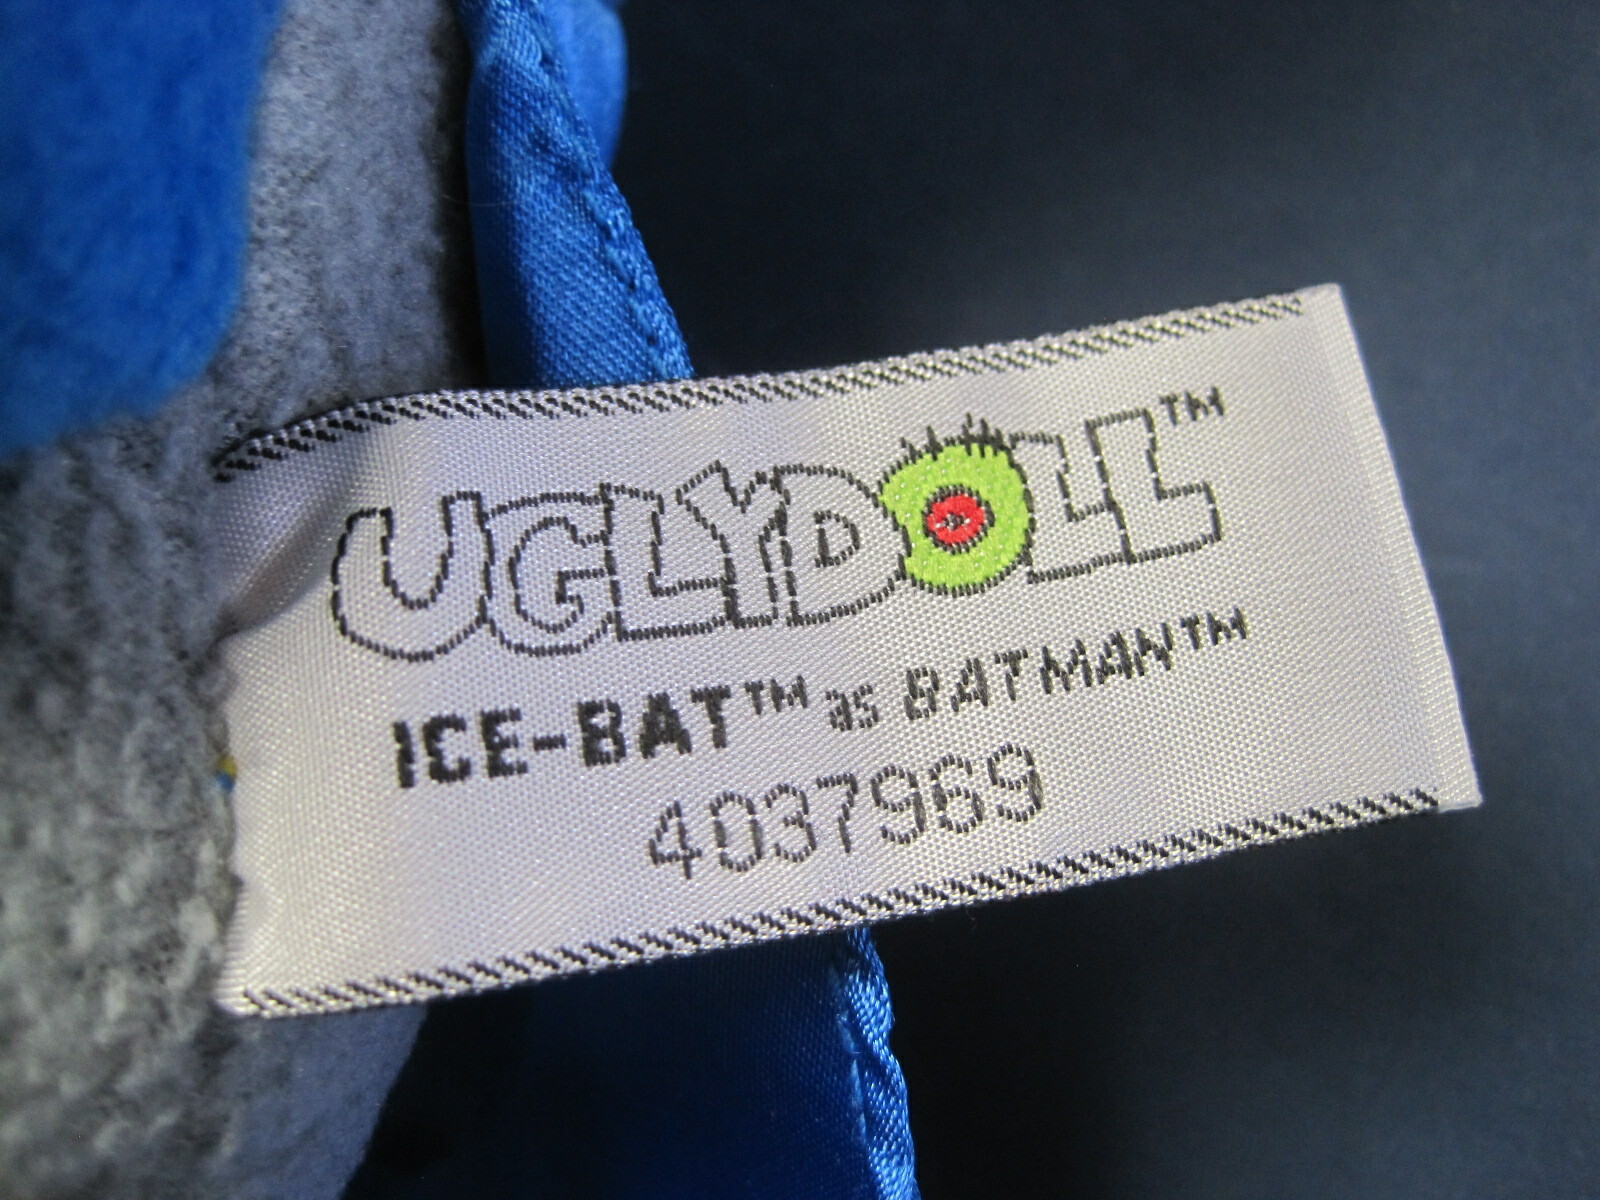 UGLYDOLL™
ICE-BAT™ as BATMAN™
4037969